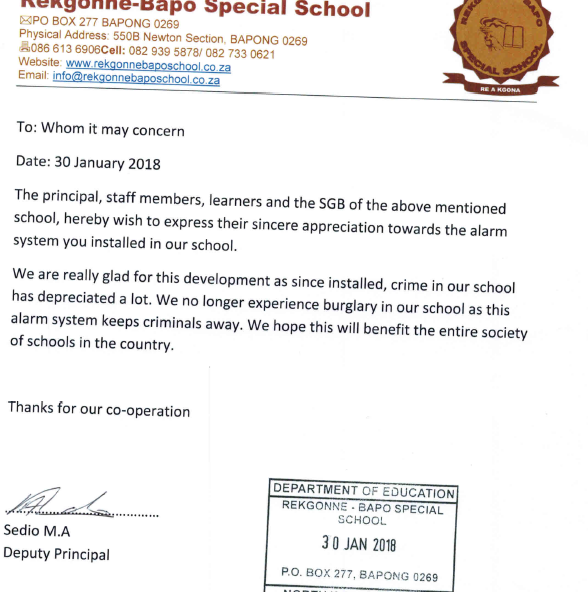 Rekgonne-Bapo Special School
✉PO BOX 277 BAPONG 0269
Physical Address: 550B Newton Section, BAPONG 0269
086 613 6906Cell: 082 939 5878/ 082 733 0621
Website: www.rekgonnebaposchool.co.za
Email: info@rekgonnebaposchool.co.za
BAPO
SPECIAL SCHOOL
RE A KGONA
To: Whom it may concern
Date: 30 January 2018
The principal, staff members, learners and the SGB of the above mentioned
school, hereby wish to express their sincere appreciation towards the alarm
system you installed in our school.
We are really glad for this development as since installed, crime in our school
has depreciated a lot. We no longer experience burglary in our school as this
alarm system keeps criminals away. We hope this will benefit the entire society
of schools in the country.
Thanks for our co-operation
Sedio M.A
Deputy Principal
DEPARTMENT OF EDUCATION
REKGONNE - BAPO SPECIAL
SCHOOL
30 JAN 2018
P.O. BOX 277, BAPONG 0269